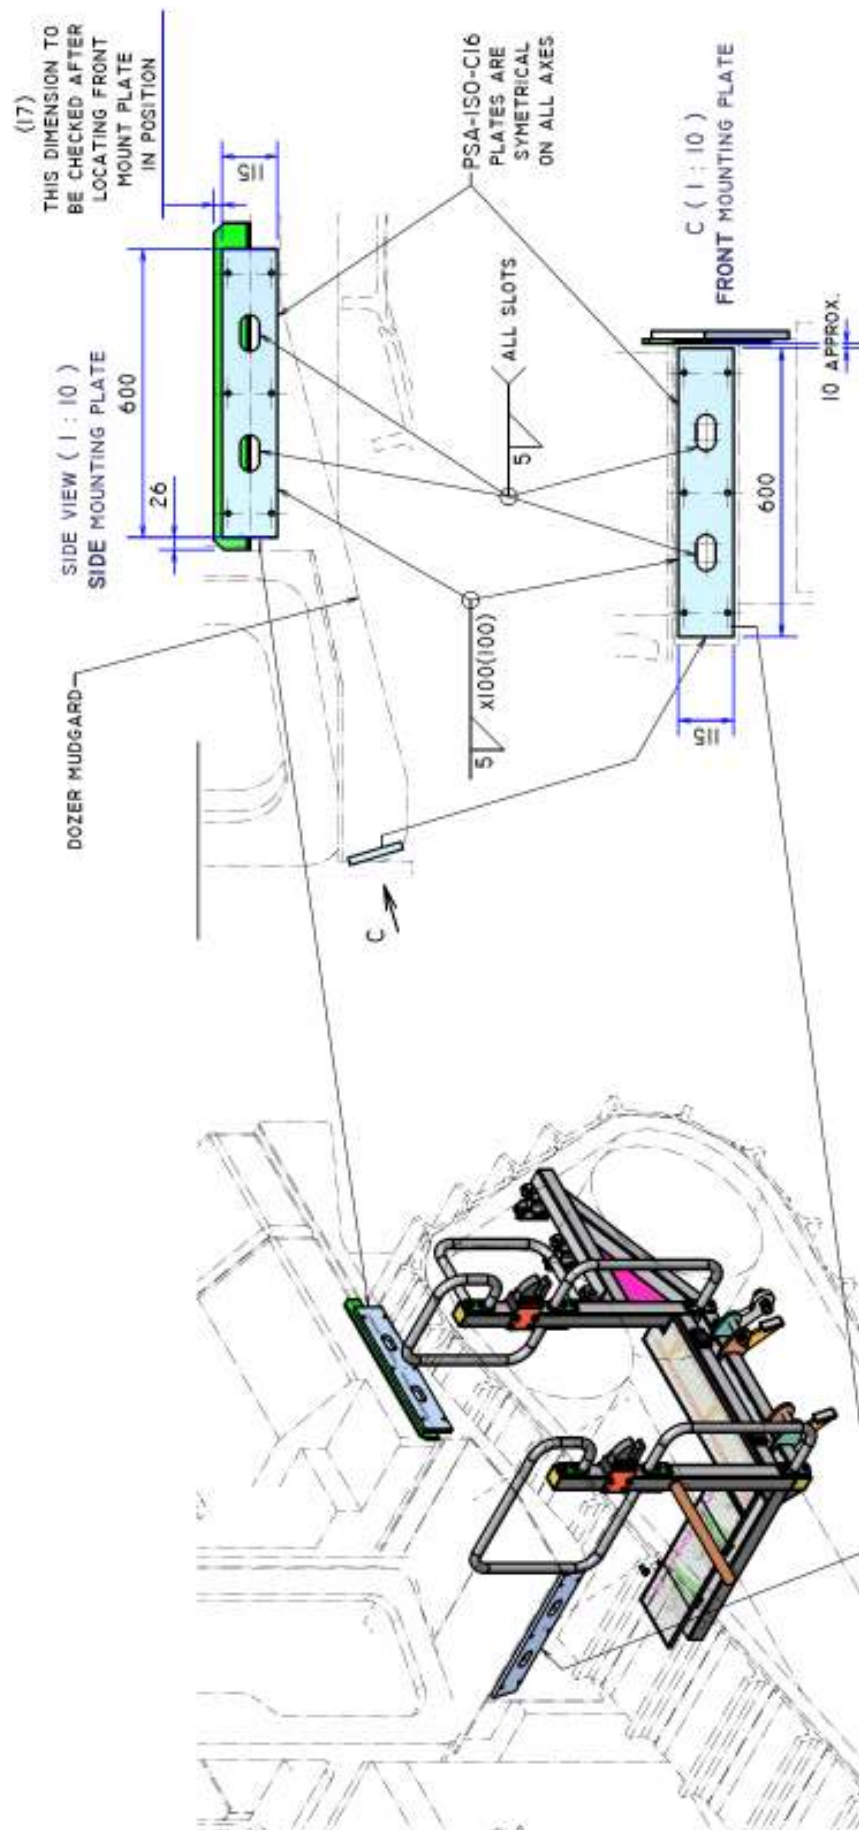 (17)
THIS DIMENSION TO
BE CHECKED AFTER
LOCATING FRONT
MOUNT PLATE
IN POSITION
SIDE VIEW ( 1 : 10 )
SIDE MOUNTING PLATE
26
600
115
DOZER MUDGARD
PSA-ISO-C16
PLATES ARE
SYMETRICAL
ON ALL AXES
5
ALL SLOTS
5
x100(100)
C
115
600
10 APPROX.
C ( 1 : 10 )
FRONT MOUNTING PLATE